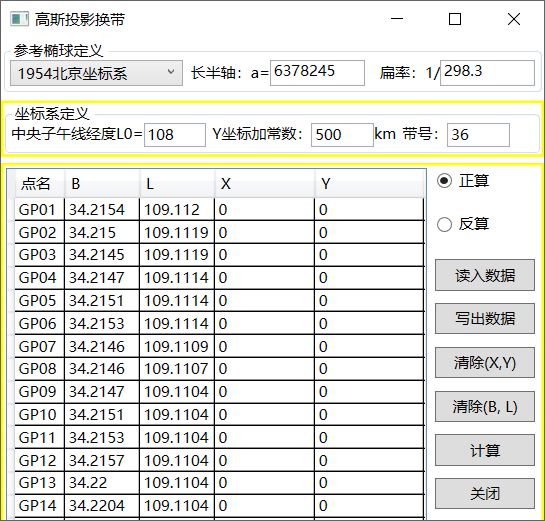 高斯投影换带
参考椭球定义
1954北京坐标系 长半轴：a= 6378245 扁率：1/ 298.3
坐标系定义
中央子午线经度L0= 108 Y坐标加常数： 500 km 带号： 36
点名 B L X Y
GP01 34.2154 109.112 0 0
GP02 34.215 109.1119 0 0
GP03 34.2145 109.1119 0 0
GP04 34.2147 109.1114 0 0
GP05 34.2151 109.1114 0 0
GP06 34.2153 109.1114 0 0
GP07 34.2146 109.1109 0 0
GP08 34.2146 109.1107 0 0
GP09 34.2147 109.1104 0 0
GP10 34.2151 109.1104 0 0
GP11 34.2153 109.1104 0 0
GP12 34.2157 109.1104 0 0
GP13 34.22 109.1104 0 0
GP14 34.2204 109.1104 0 0
正算
反算
读入数据
写出数据
清除(X,Y)
清除(B, L)
计算
关闭